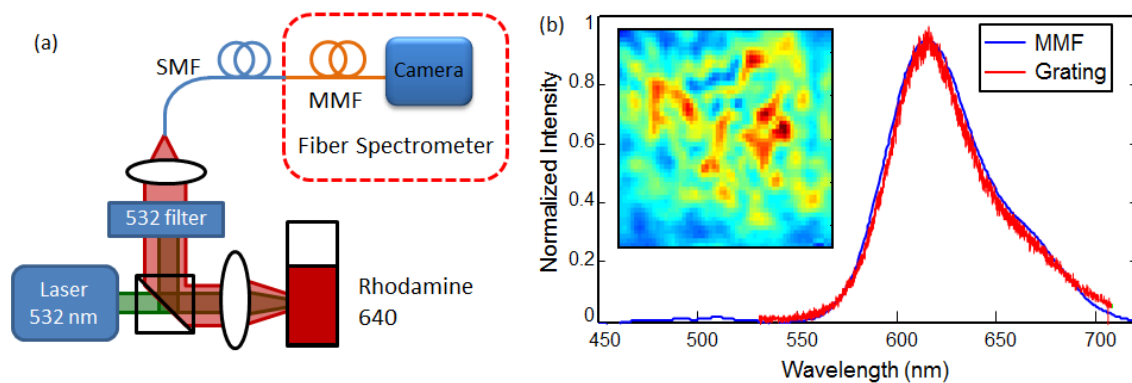 (a)
SMF
MMF
Camera
Fiber Spectrometer
532 filter
Laser
532 nm
Rhodamine
640
(b)
MMF
Grating
Normalized Intensity
1
0.8
0.6
0.4
0.2
0
450
500
550
600
650
700
Wavelength (nm)